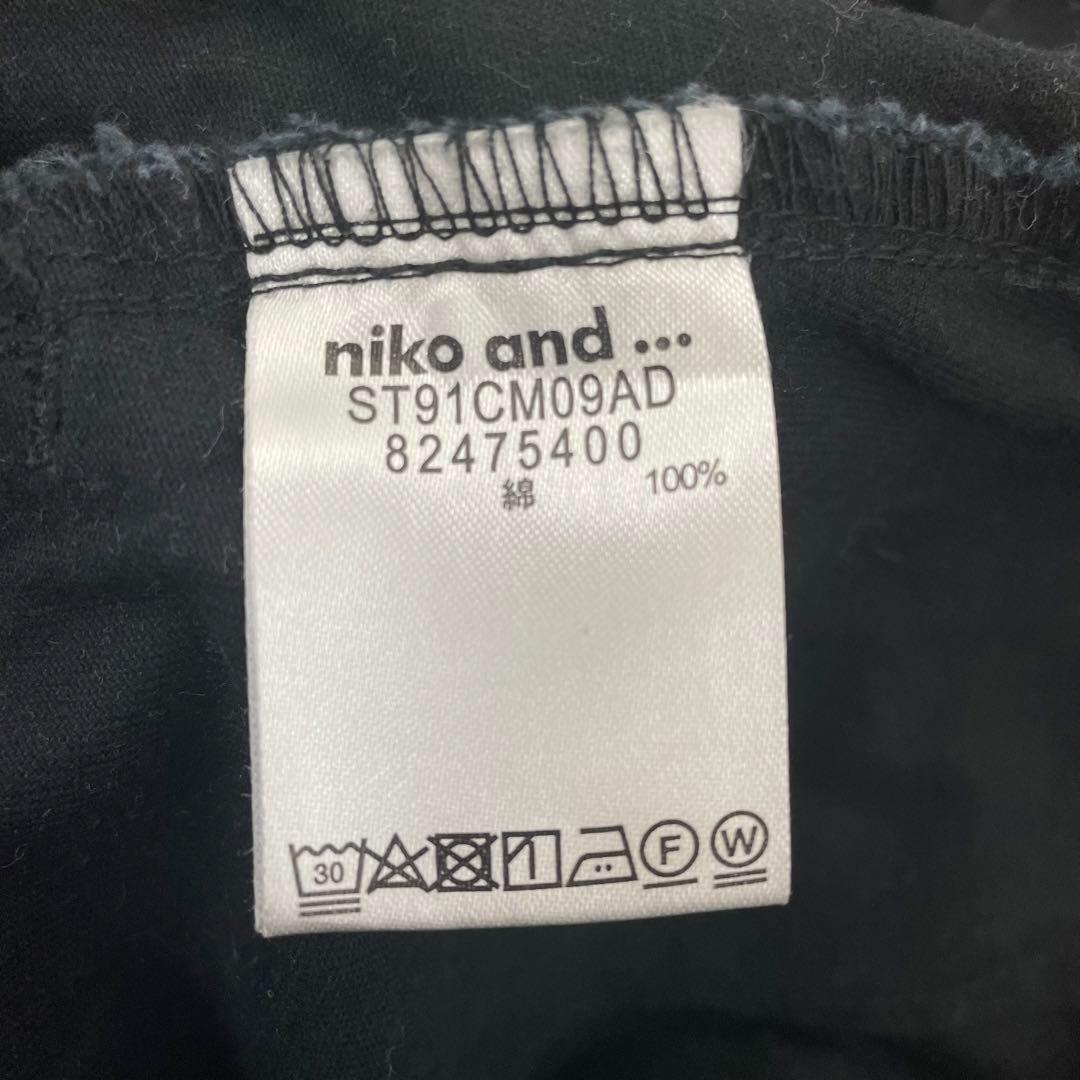 niko and ...
ST91CM09AD
82475400
綿 100%
30 F W